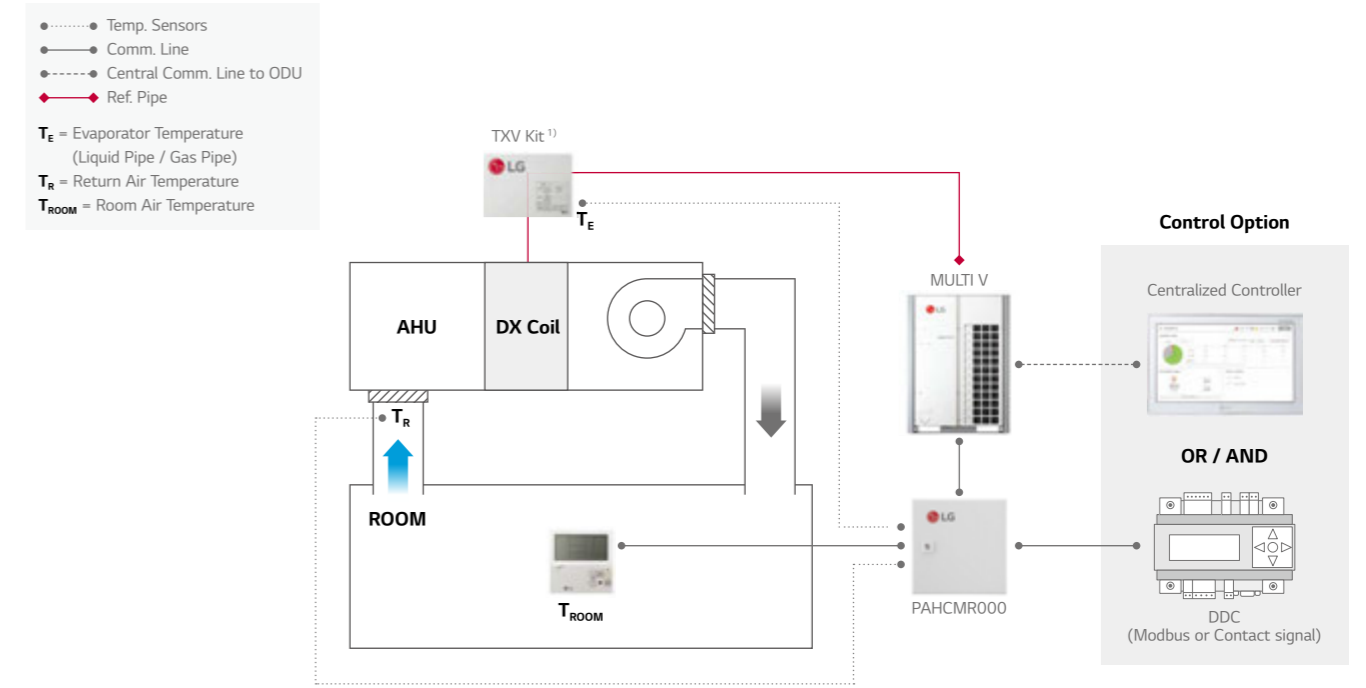 Temp. Sensors
Comm. Line
Central Comm. Line to ODU
Ref. Pipe
TE = Evaporator Temperature
(Liquid Pipe / Gas Pipe)
TR = Return Air Temperature
TROOM = Room Air Temperature
TXV Kit 1)
LG
TE
AHU
DX Coil
TR
ROOM
TROOM
MULTI V
LG
LG
PAHCMR000
Control Option
Centralized Controller
OR / AND
DDC
(Modbus or Contact signal)